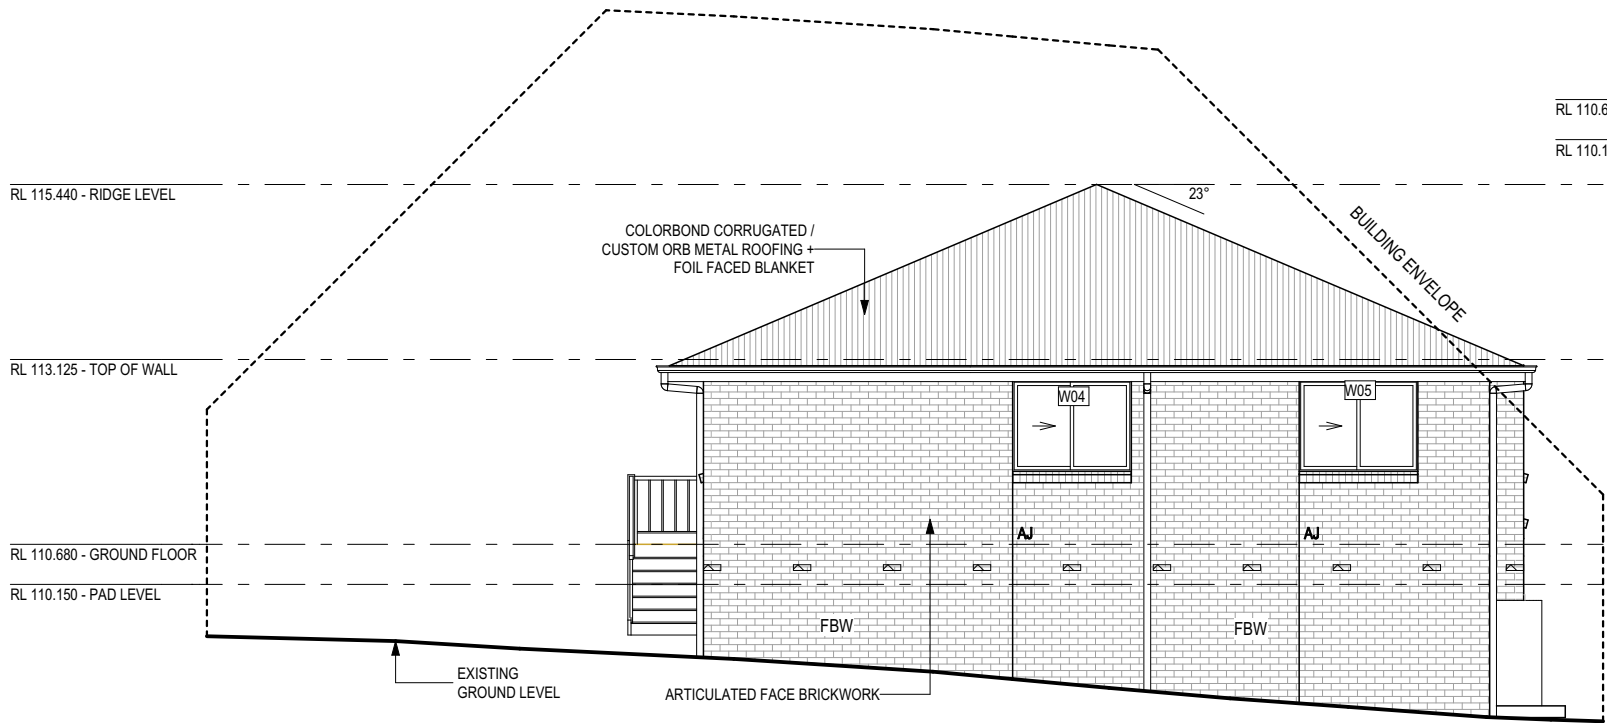 RL 110.6
RL 110.1
RL 115.440 - RIDGE LEVEL
23°
COLORBOND CORRUGATED /
CUSTOM ORB METAL ROOFING +
FOIL FACED BLANKET
BUILDING ENVELOPE
RL 113.125 - TOP OF WALL
W04
W05
AJ
AJ
RL 110.680 - GROUND FLOOR
RL 110.150 - PAD LEVEL
FBW
FBW
EXISTING
GROUND LEVEL
ARTICULATED FACE BRICKWORK